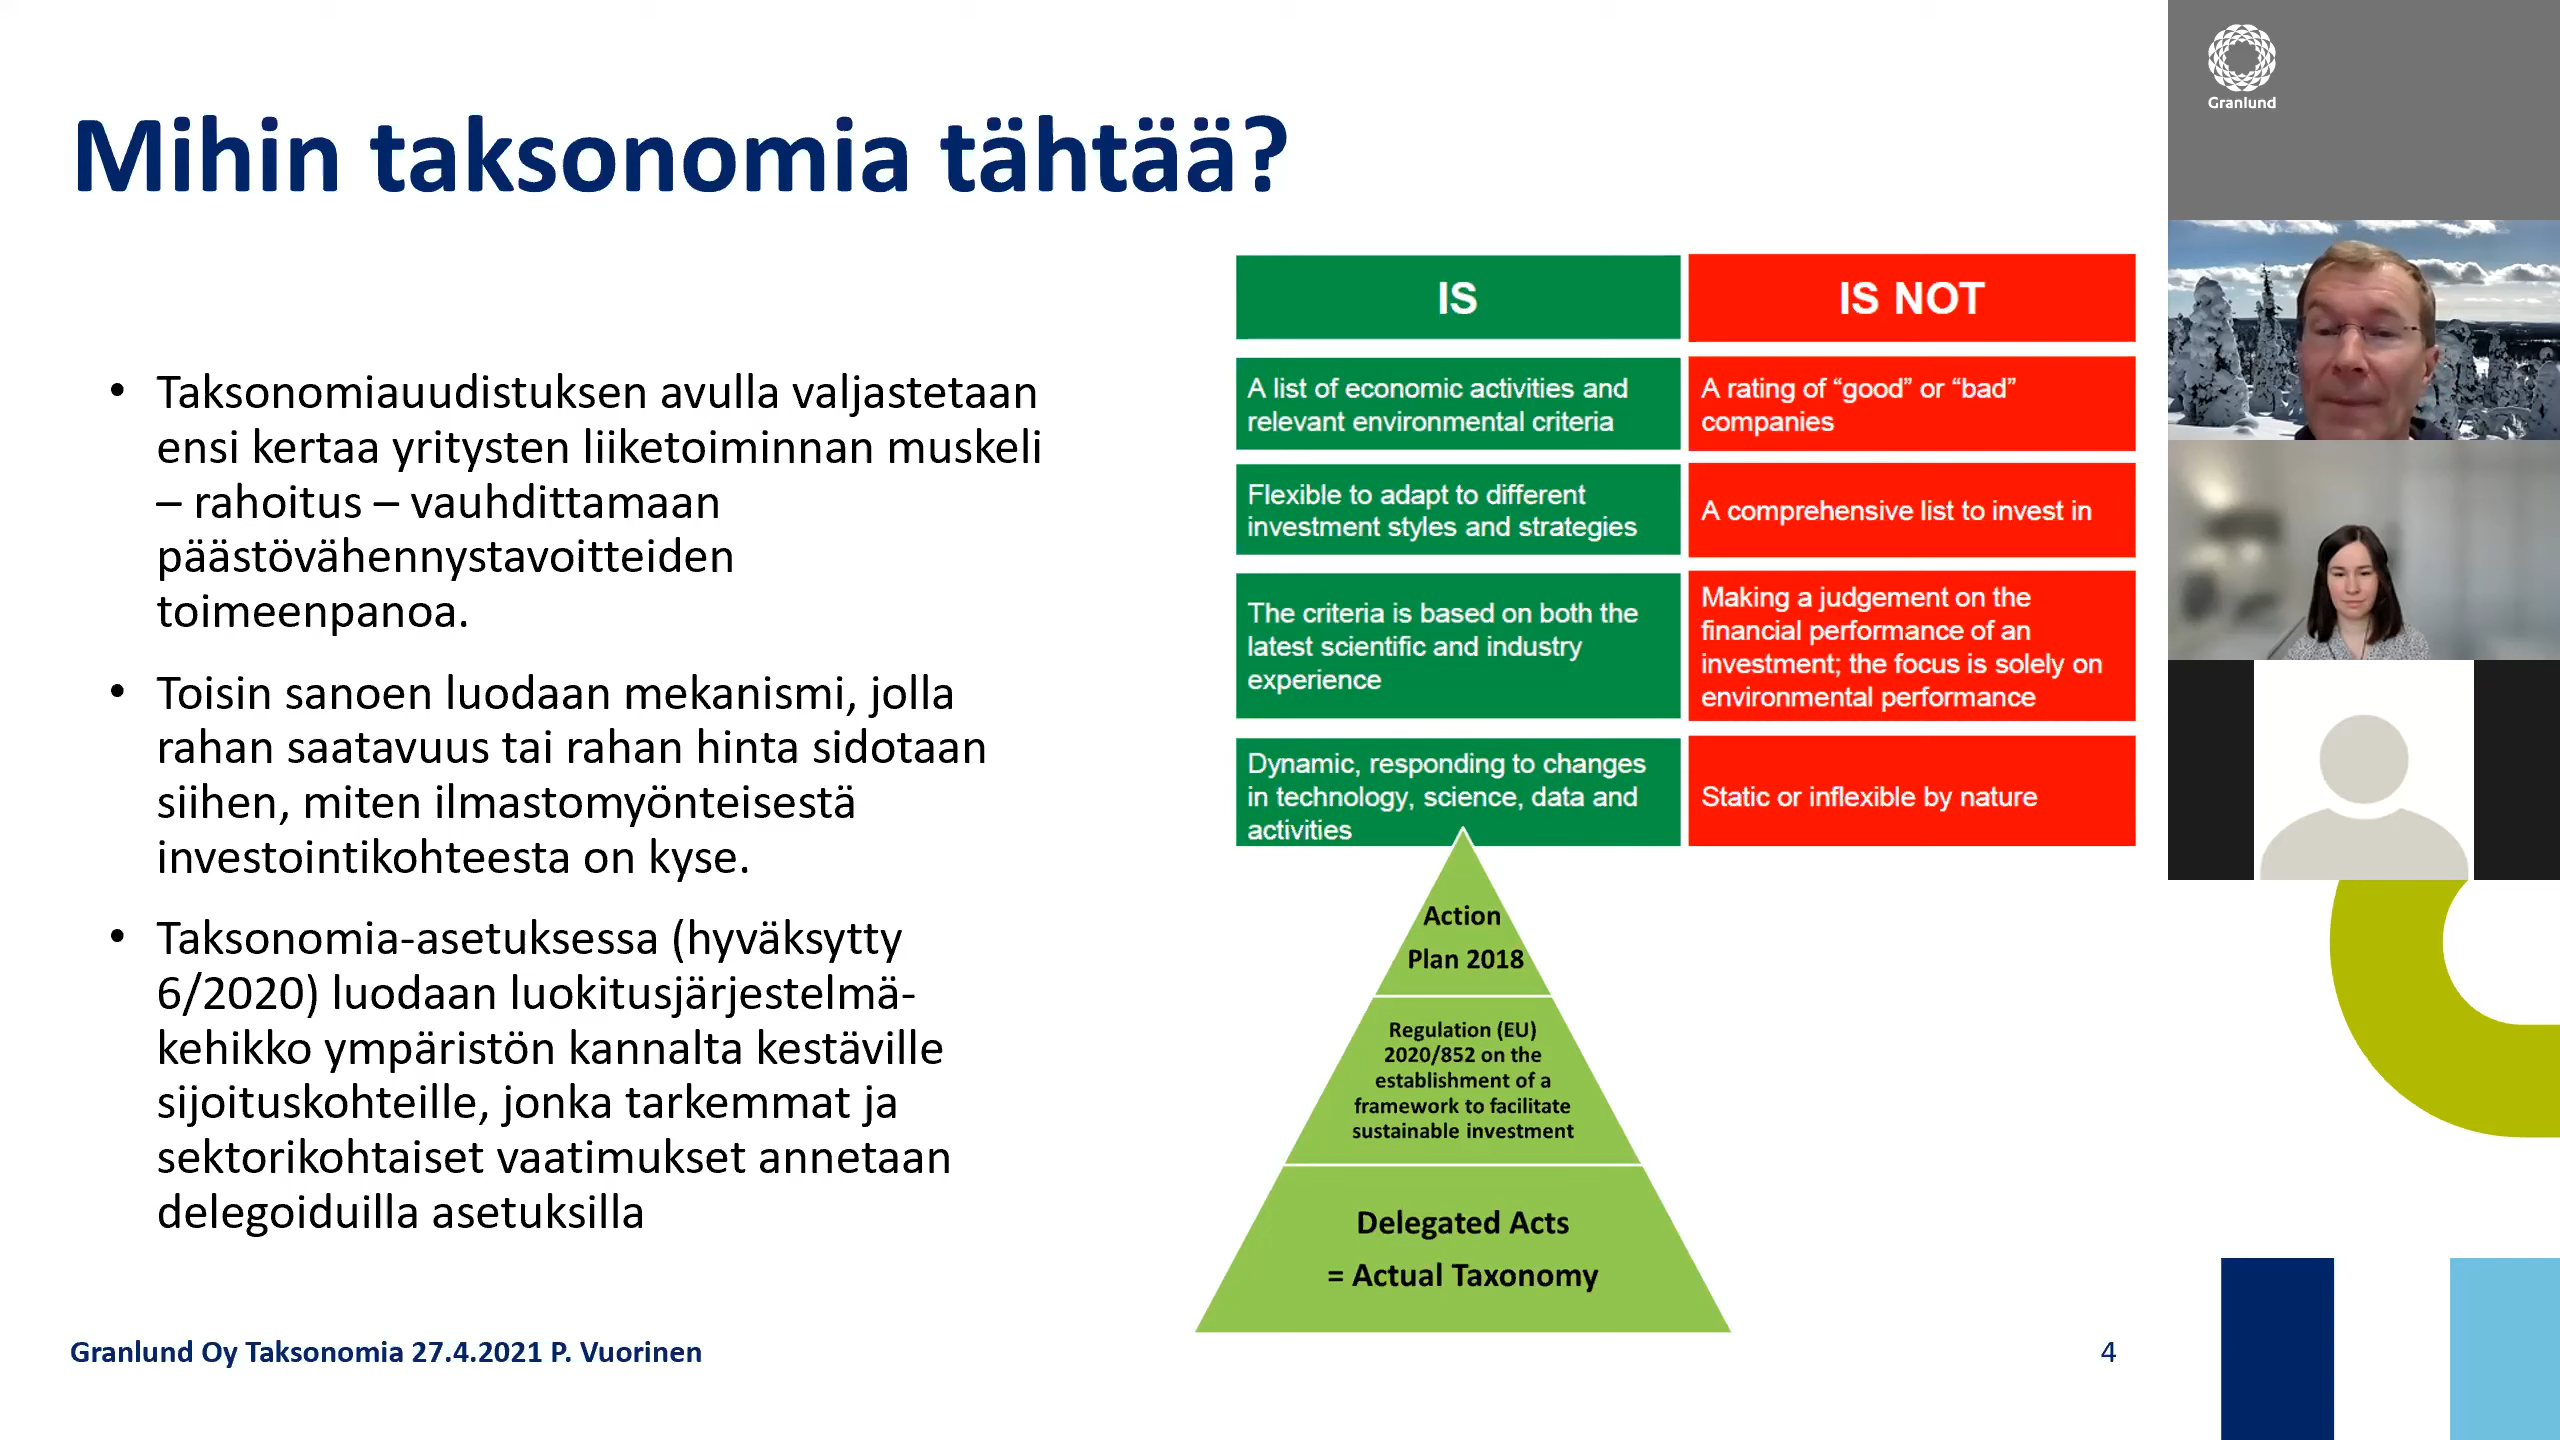 Mihin taksonomia tähtää?
• Taksonomiauudistuksen avulla valjastetaan
ensi kertaa yritysten liiketoiminnan muskeli
– rahoitus – vauhdittamaan
päästövähennystavoitteiden
toimeenpanoa.
• Toisin sanoen luodaan mekanismi, jolla
rahan saatavuus tai rahan hinta sidotaan
siihen, miten ilmastomyönteisestä
investointikohteesta on kyse.
• Taksonomia-asetuksessa (hyväksytty
6/2020) luodaan luokitusjärjestelmä-
kehikko ympäristön kannalta kestäville
sijoituskohteille, jonka tarkemmat ja
sektorikohtaiset vaatimukset annetaan
delegoiduilla asetuksilla
IS
A list of economic activities and
relevant environmental criteria
Flexible to adapt to different
investment styles and strategies
The criteria is based on both the
latest scientific and industry
experience
Dynamic, responding to changes
in technology, science, data and
activities
IS NOT
A rating of “good” or “bad”
companies
A comprehensive list to invest in
Making a judgement on the
financial performance of an
investment; the focus is solely on
environmental performance
Static or inflexible by nature
Action
Plan 2018
Regulation (EU)
2020/852 on the
establishment of a
framework to facilitate
sustainable investment
Delegated Acts
= Actual Taxonomy
Granlund Oy Taksonomia 27.4.2021 P. Vuorinen
4
Granlund